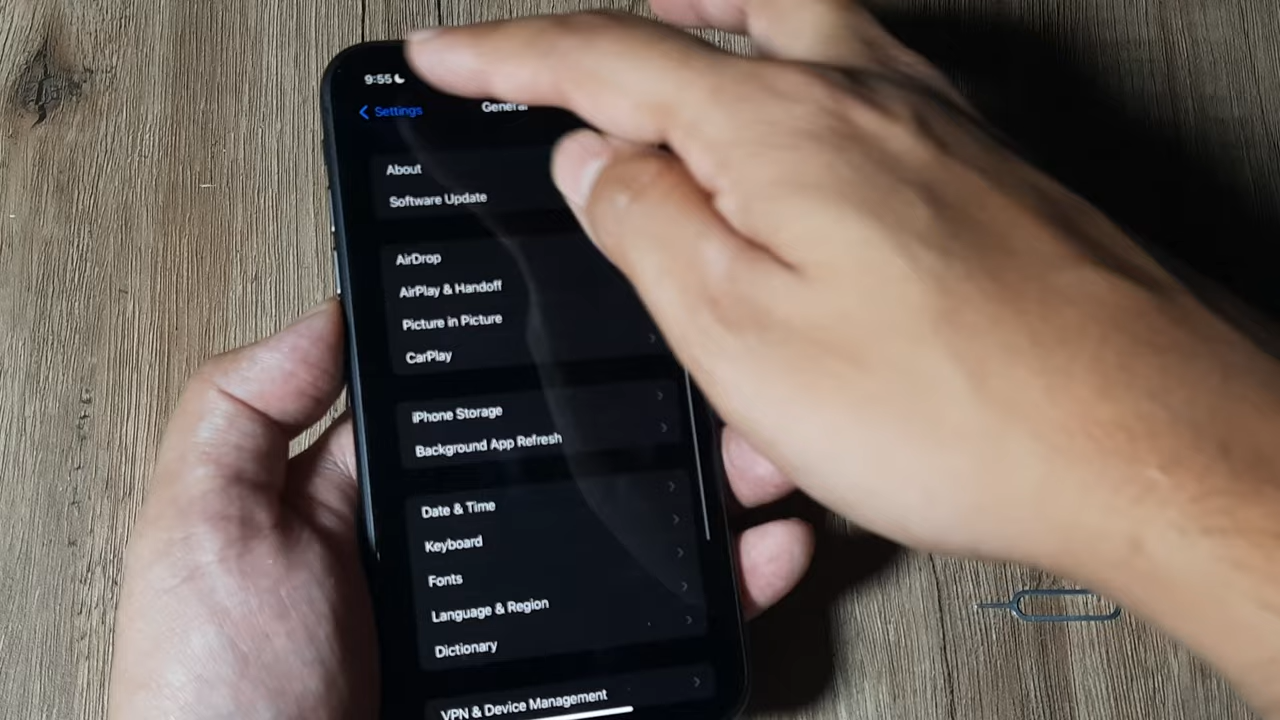 9:55
Settings
General
About
Software Update
AirDrop
AirPlay & Handoff
Picture in Picture
CarPlay
iPhone Storage
Background App Refresh
Date & Time
Keyboard
Fonts
Language & Region
Dictionary
VPN & Device Management